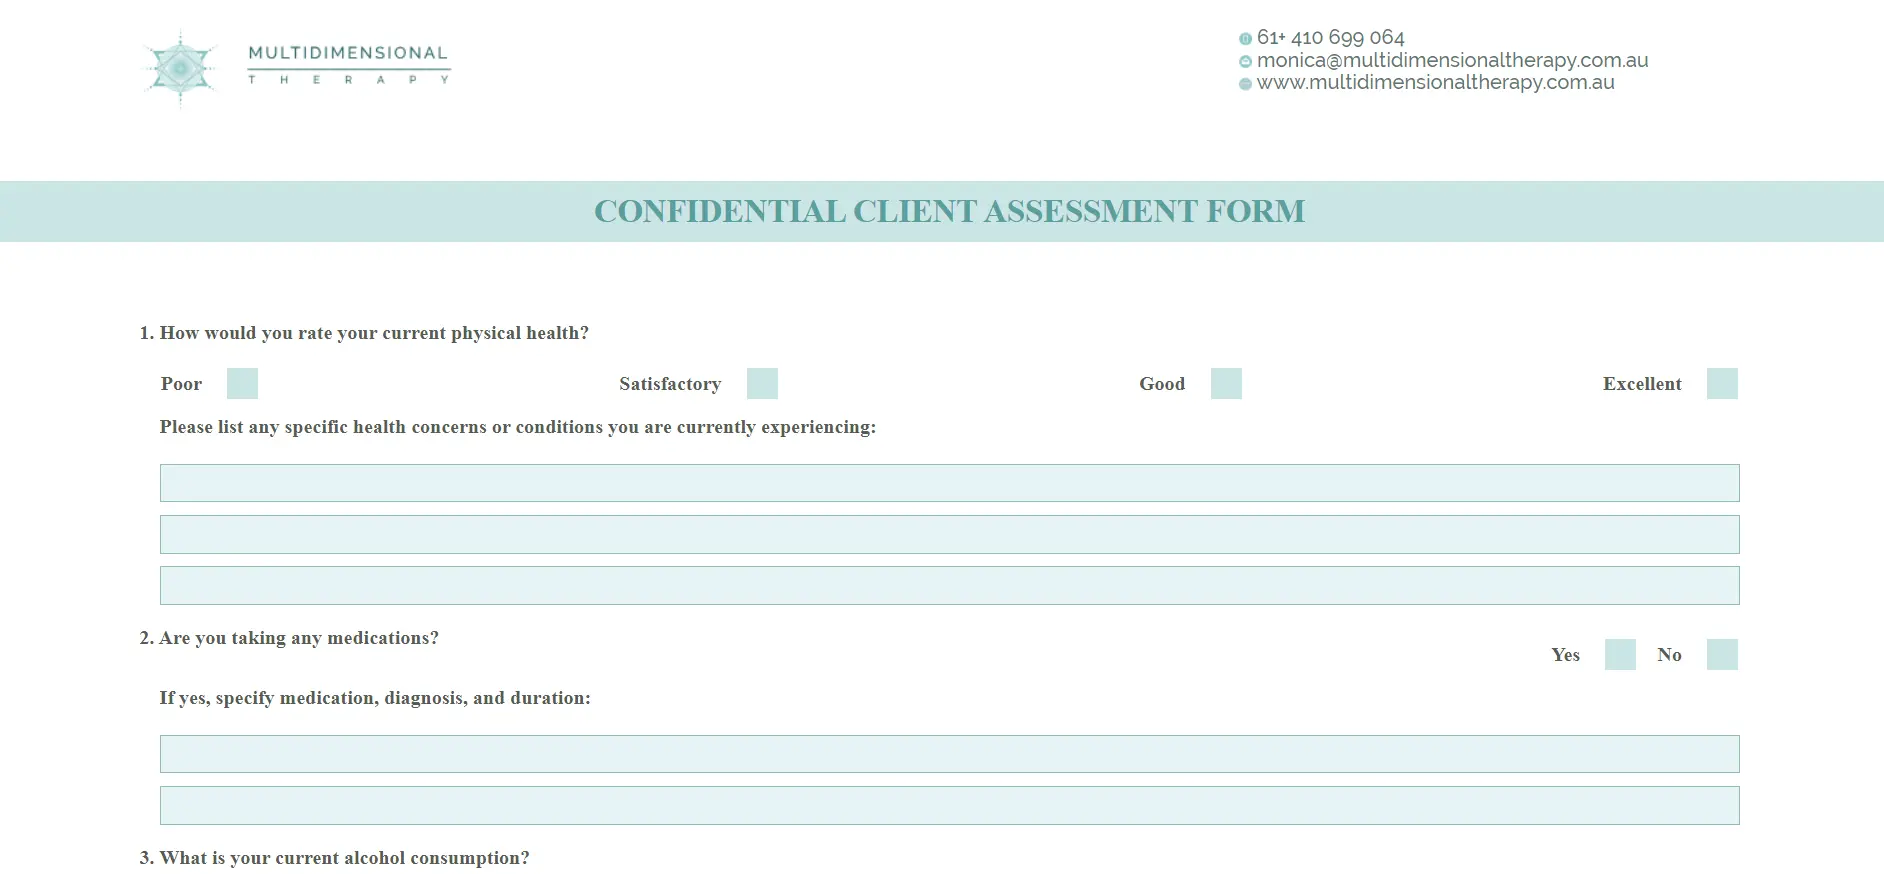 MULTIDIMENSIONAL
THERAPY
61+ 410 699 064
monica@multidimensionaltherapy.com.au
www.multidimensionaltherapy.com.au
CONFIDENTIAL CLIENT ASSESSMENT FORM
1. How would you rate your current physical health?
Poor Satisfactory Good Excellent
Please list any specific health concerns or conditions you are currently experiencing:
2. Are you taking any medications?
Yes No
If yes, specify medication, diagnosis, and duration:
3. What is your current alcohol consumption?